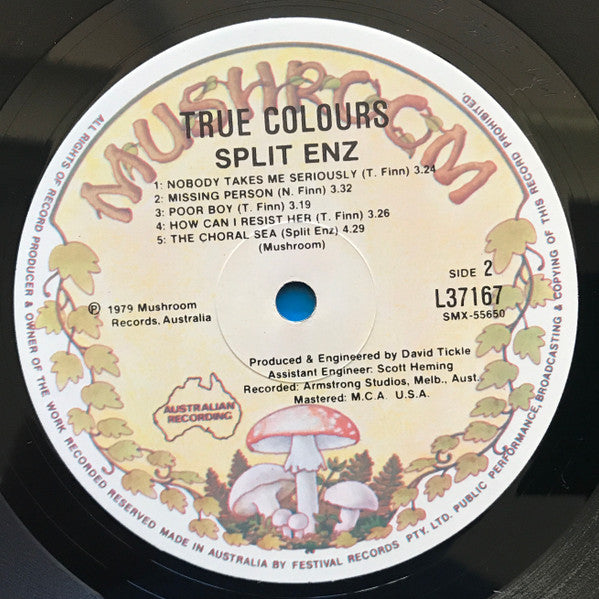 MUSHROOM
TRUE COLOURS
SPLIT ENZ
1: NOBODY TAKES ME SERIOUSLY (T. Finn) 3.24
2: MISSING PERSON (N. Finn) 3.32
3: POOR BOY (T. Finn) 3.19
4: HOW CAN I RESIST HER (T. Finn) 3.26
5: THE CHORAL SEA (Split Enz) 4.29
(Mushroom)
SIDE 2
L37167
SMX-55650
℗ 1979 Mushroom
Records, Australia
Produced & Engineered by David Tickle
Assistant Engineer: Scott Heming
Recorded: Armstrong Studios, Melb., Aust.
Mastered: M.C.A. U.S.A.
AUSTRALIAN
RECORDING
ALL RIGHTS OF RECORD PRODUCER & OWNER OF THE WORK RECORDED RESERVED MADE IN AUSTRALIA BY FESTIVAL RECORDS PTY. LTD. PUBLIC PERFORMANCE, BROADCASTING & COPYING OF THIS RECORD PROHIBITED.